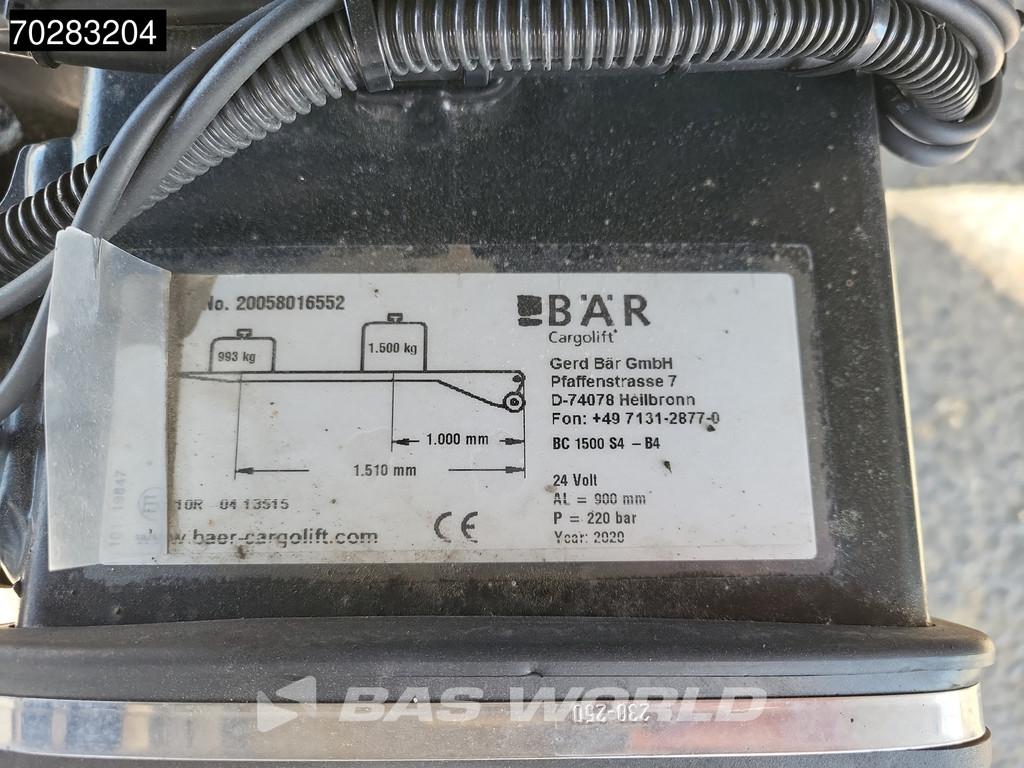 70283204
No. 20058016552
BÄR
Cargolift
993 kg
1.500 kg
Gerd Bär GmbH
Pfaffenstrasse 7
D-74078 Heilbronn
Fon: +49 7131-2877-0
1.000 mm
BC 1500 S4 - B4
1.510 mm
24 Volt
AL = 900 mm
10R 04 13515
P = 220 bar
w.baer-cargolift.com
CE
Year: 2020
BAS WORLD
230-250